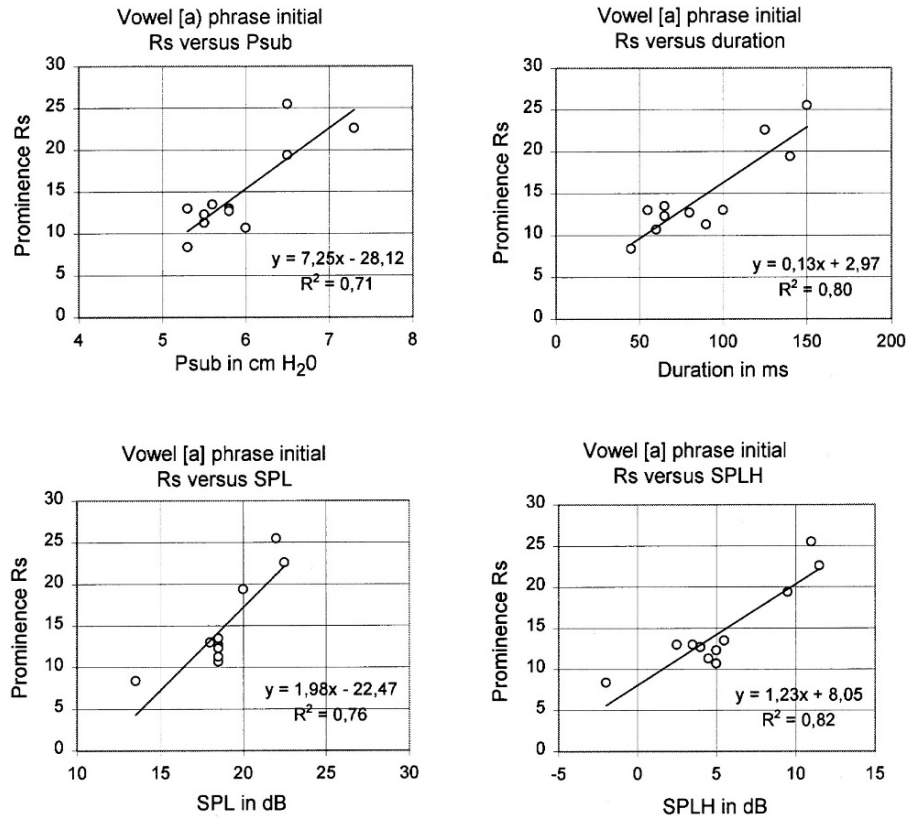 Vowel [a) phrase initial
Rs versus Psub
Prominence Rs
30
25
20
15
10
5
0
y = 7,25x - 28,12
R² = 0,71
4
5
6
7
8
Psub in cm H₂0
Vowel [a] phrase initial
Rs versus duration
Prominence Rs
30
25
20
15
10
5
0
y = 0,13x + 2,97
R² = 0,80
0
50
100
150
200
Duration in ms
Vowel [a] phrase initial
Rs versus SPL
Prominence Rs
30
25
20
15
10
5
0
y = 1,98x - 22,47
R² = 0,76
10
15
20
25
30
SPL in dB
Vowel [a] phrase initial
Rs versus SPLH
Prominence Rs
30
25
20
15
10
5
0
y = 1,23x + 8,05
R² = 0,82
-5
0
5
10
15
SPLH in dB